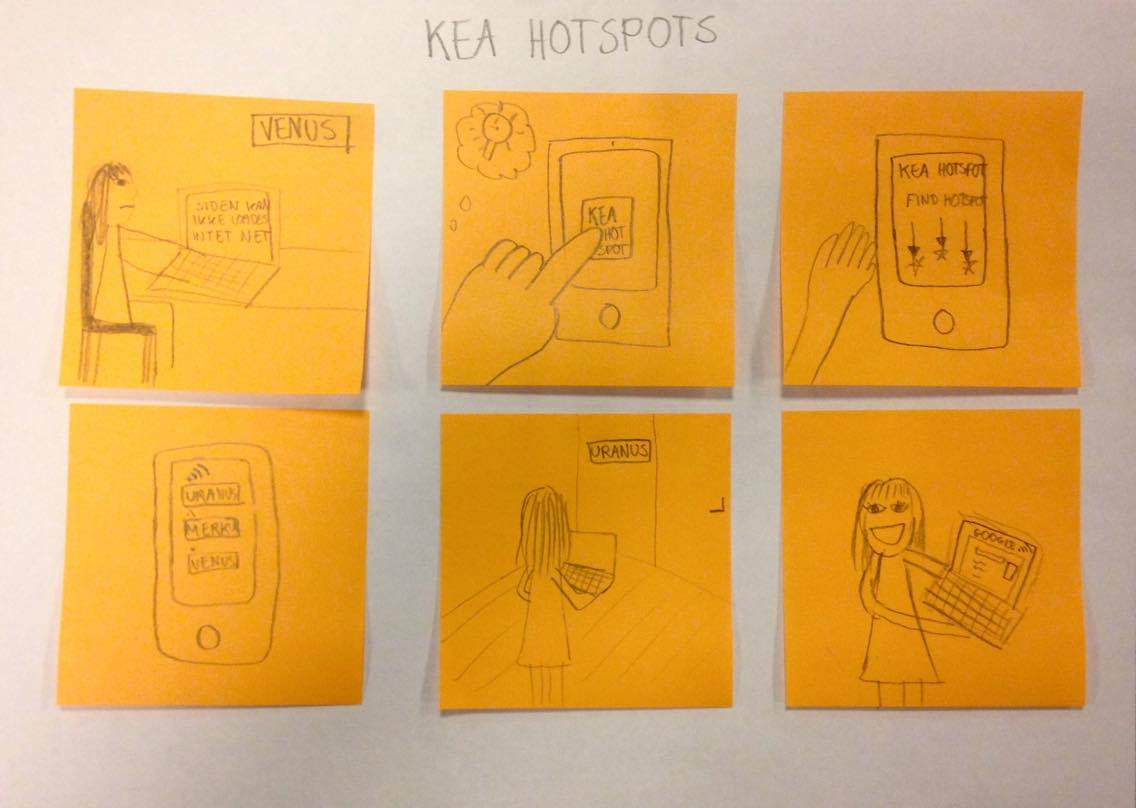 KEA HOTSPOTS
VENUS
SIDEN KAN
IKKE LOADES
INTET NET
KEA
HOT
SPOT
KEA HOTSPOT
FIND HOTSPOT
URANUS
MERK
VENUS
URANUS
GOOGLE